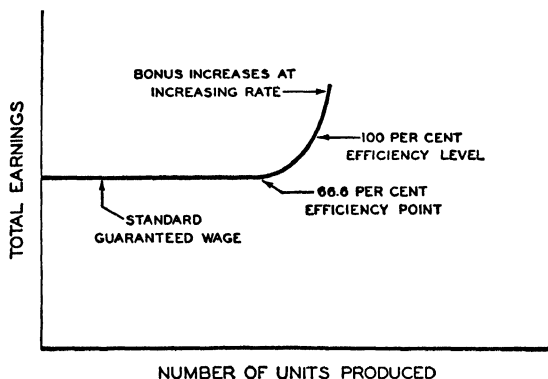 BONUS INCREASES AT
INCREASING RATE
100 PER CENT
EFFICIENCY LEVEL
66.6 PER CENT
EFFICIENCY POINT
STANDARD
GUARANTEED WAGE
TOTAL EARNINGS
NUMBER OF UNITS PRODUCED